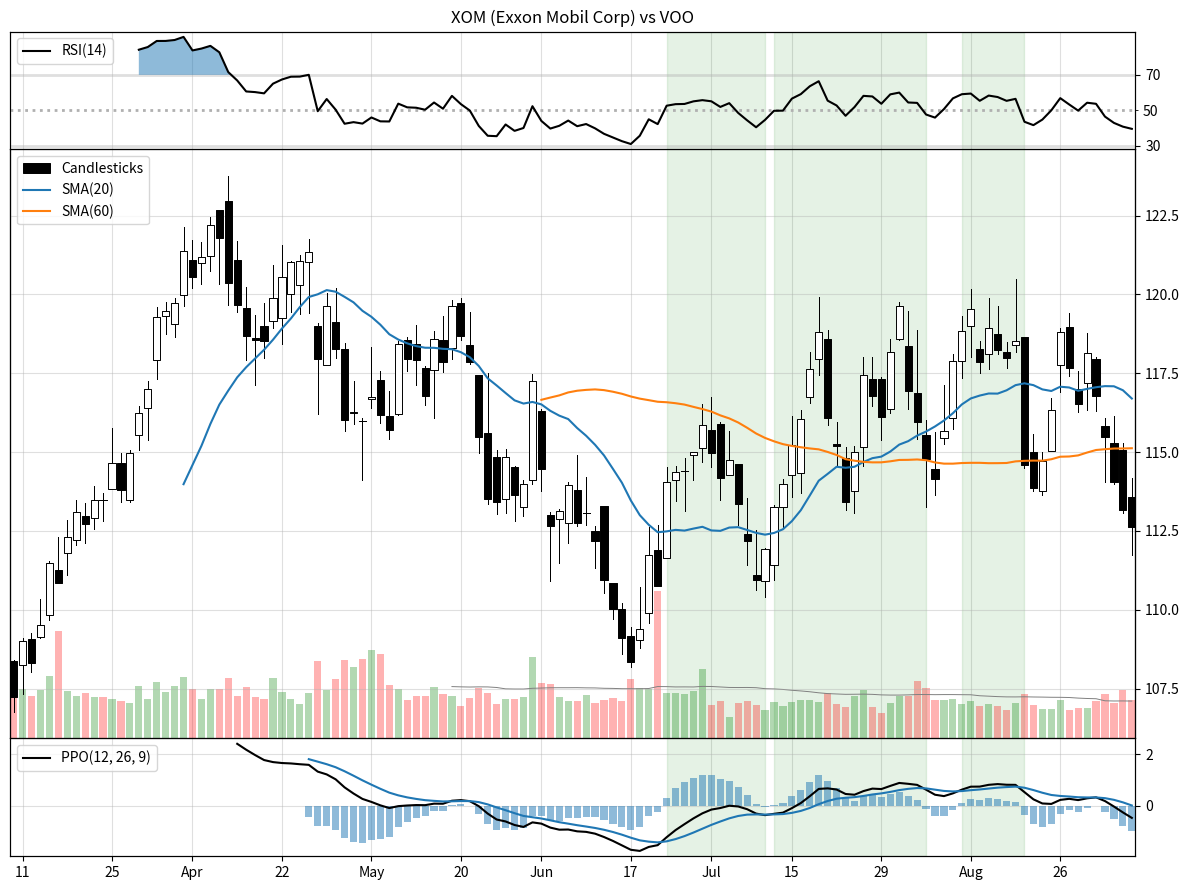 XOM (Exxon Mobil Corp) vs VOO
RSI(14)
70
50
30
Candlesticks
SMA(20)
SMA(60)
122.5
120.0
117.5
115.0
112.5
110.0
107.5
PPO(12, 26, 9)
2
0
11 25 Apr 22 May 20 Jun 17 Jul 15 29 Aug 26